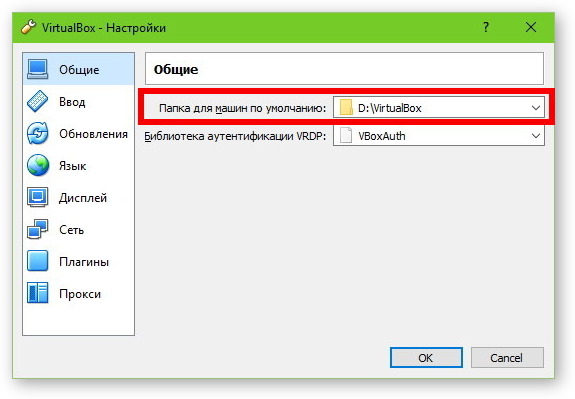 VirtualBox - Настройки
?
Общие
Ввод
Обновления
Язык
Дисплей
Сеть
Плагины
Прокси
Общие
Папка для машин по умолчанию: D:\VirtualBox
Библиотека аутентификации VRDP: VBoxAuth
OK Cancel